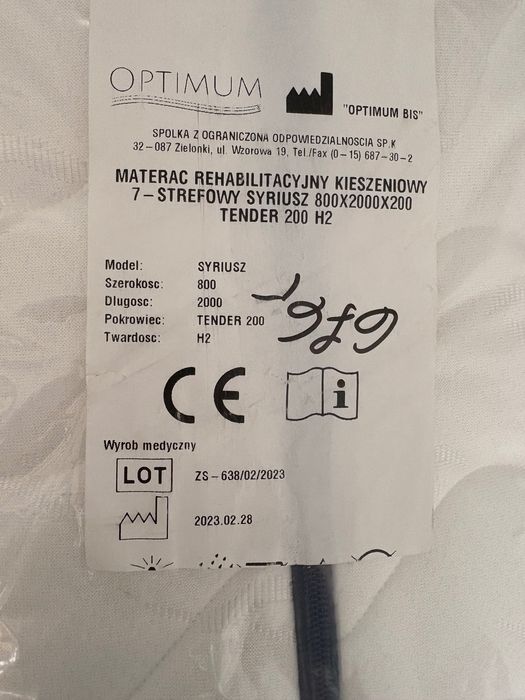 OPTIMUM
"OPTIMUM BIS"
SPOLKA Z OGRANICZONA ODPOWIEDZIALNOSCIA SP.K
32-087 Zielonki, ul. Wzorowa 19, Tel./Fax (0-15) 687-30-2
MATERAC REHABILITACYJNY KIESZENIOWY
7-STREFOWY SYRIUSZ 800X2000X200
TENDER 200 H2
Model: SYRIUSZ
Szerokosc: 800
Dlugosc: 2000
Pokrowiec: TENDER 200
Twardosc: H2
CE
i
Wyrob medyczny
LOT ZS-638/02/2023
2023.02.28